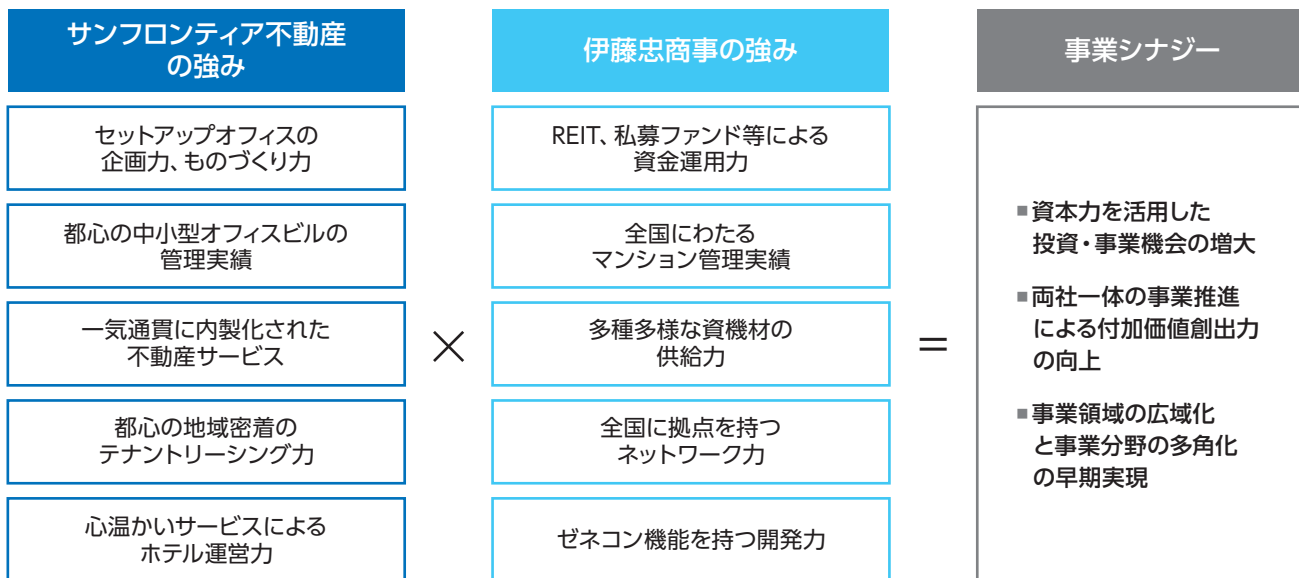 サンフロンティア不動産
の強み
セットアップオフィスの
企画力、ものづくり力
都心の中小型オフィスビルの
管理実績
一気通貫に内製化された
不動産サービス
都心の地域密着の
テナントリーシング力
心温かいサービスによる
ホテル運営力
×
伊藤忠商事の強み
REIT、私募ファンド等による
資金運用力
全国にわたる
マンション管理実績
多種多様な資機材の
供給力
全国に拠点を持つ
ネットワーク力
ゼネコン機能を持つ開発力
=
事業シナジー
■資本力を活用した
投資・事業機会の増大
■両社一体の事業推進
による付加価値創出力
の向上
■事業領域の広域化
と事業分野の多角化
の早期実現